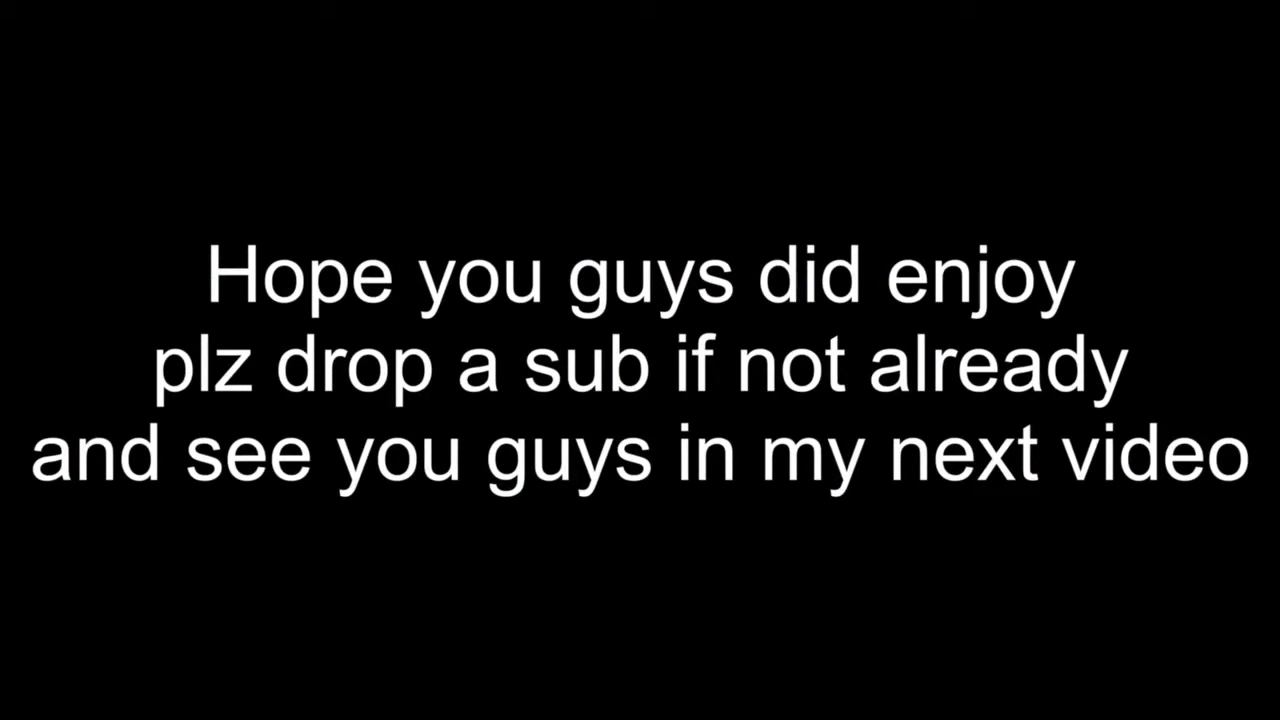 Hope you guys did enjoy
plz drop a sub if not already
and see you guys in my next video